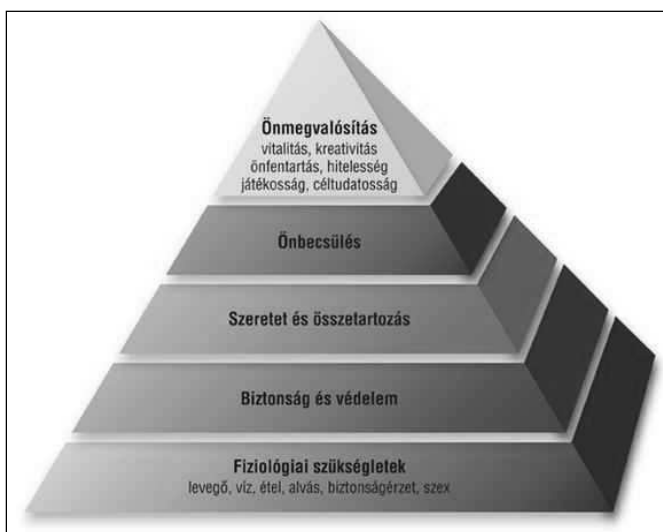 Önmegvalósítás
vitalitás, kreativitás
önfentartás, hitelesség
játékosság, céltudatosság
Önbecsülés
Szeretet és összetartozás
Biztonság és védelem
Fiziológiai szükségletek
levegő, víz, étel, alvás, biztonságérzet, szex